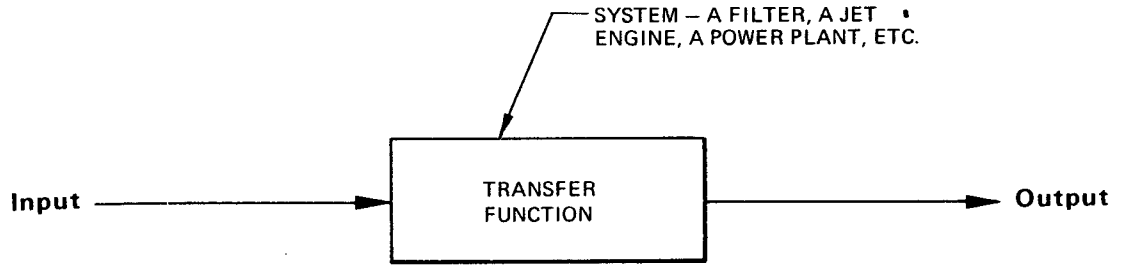 SYSTEM – A FILTER, A JET
ENGINE, A POWER PLANT, ETC.
Input
TRANSFER
FUNCTION
Output